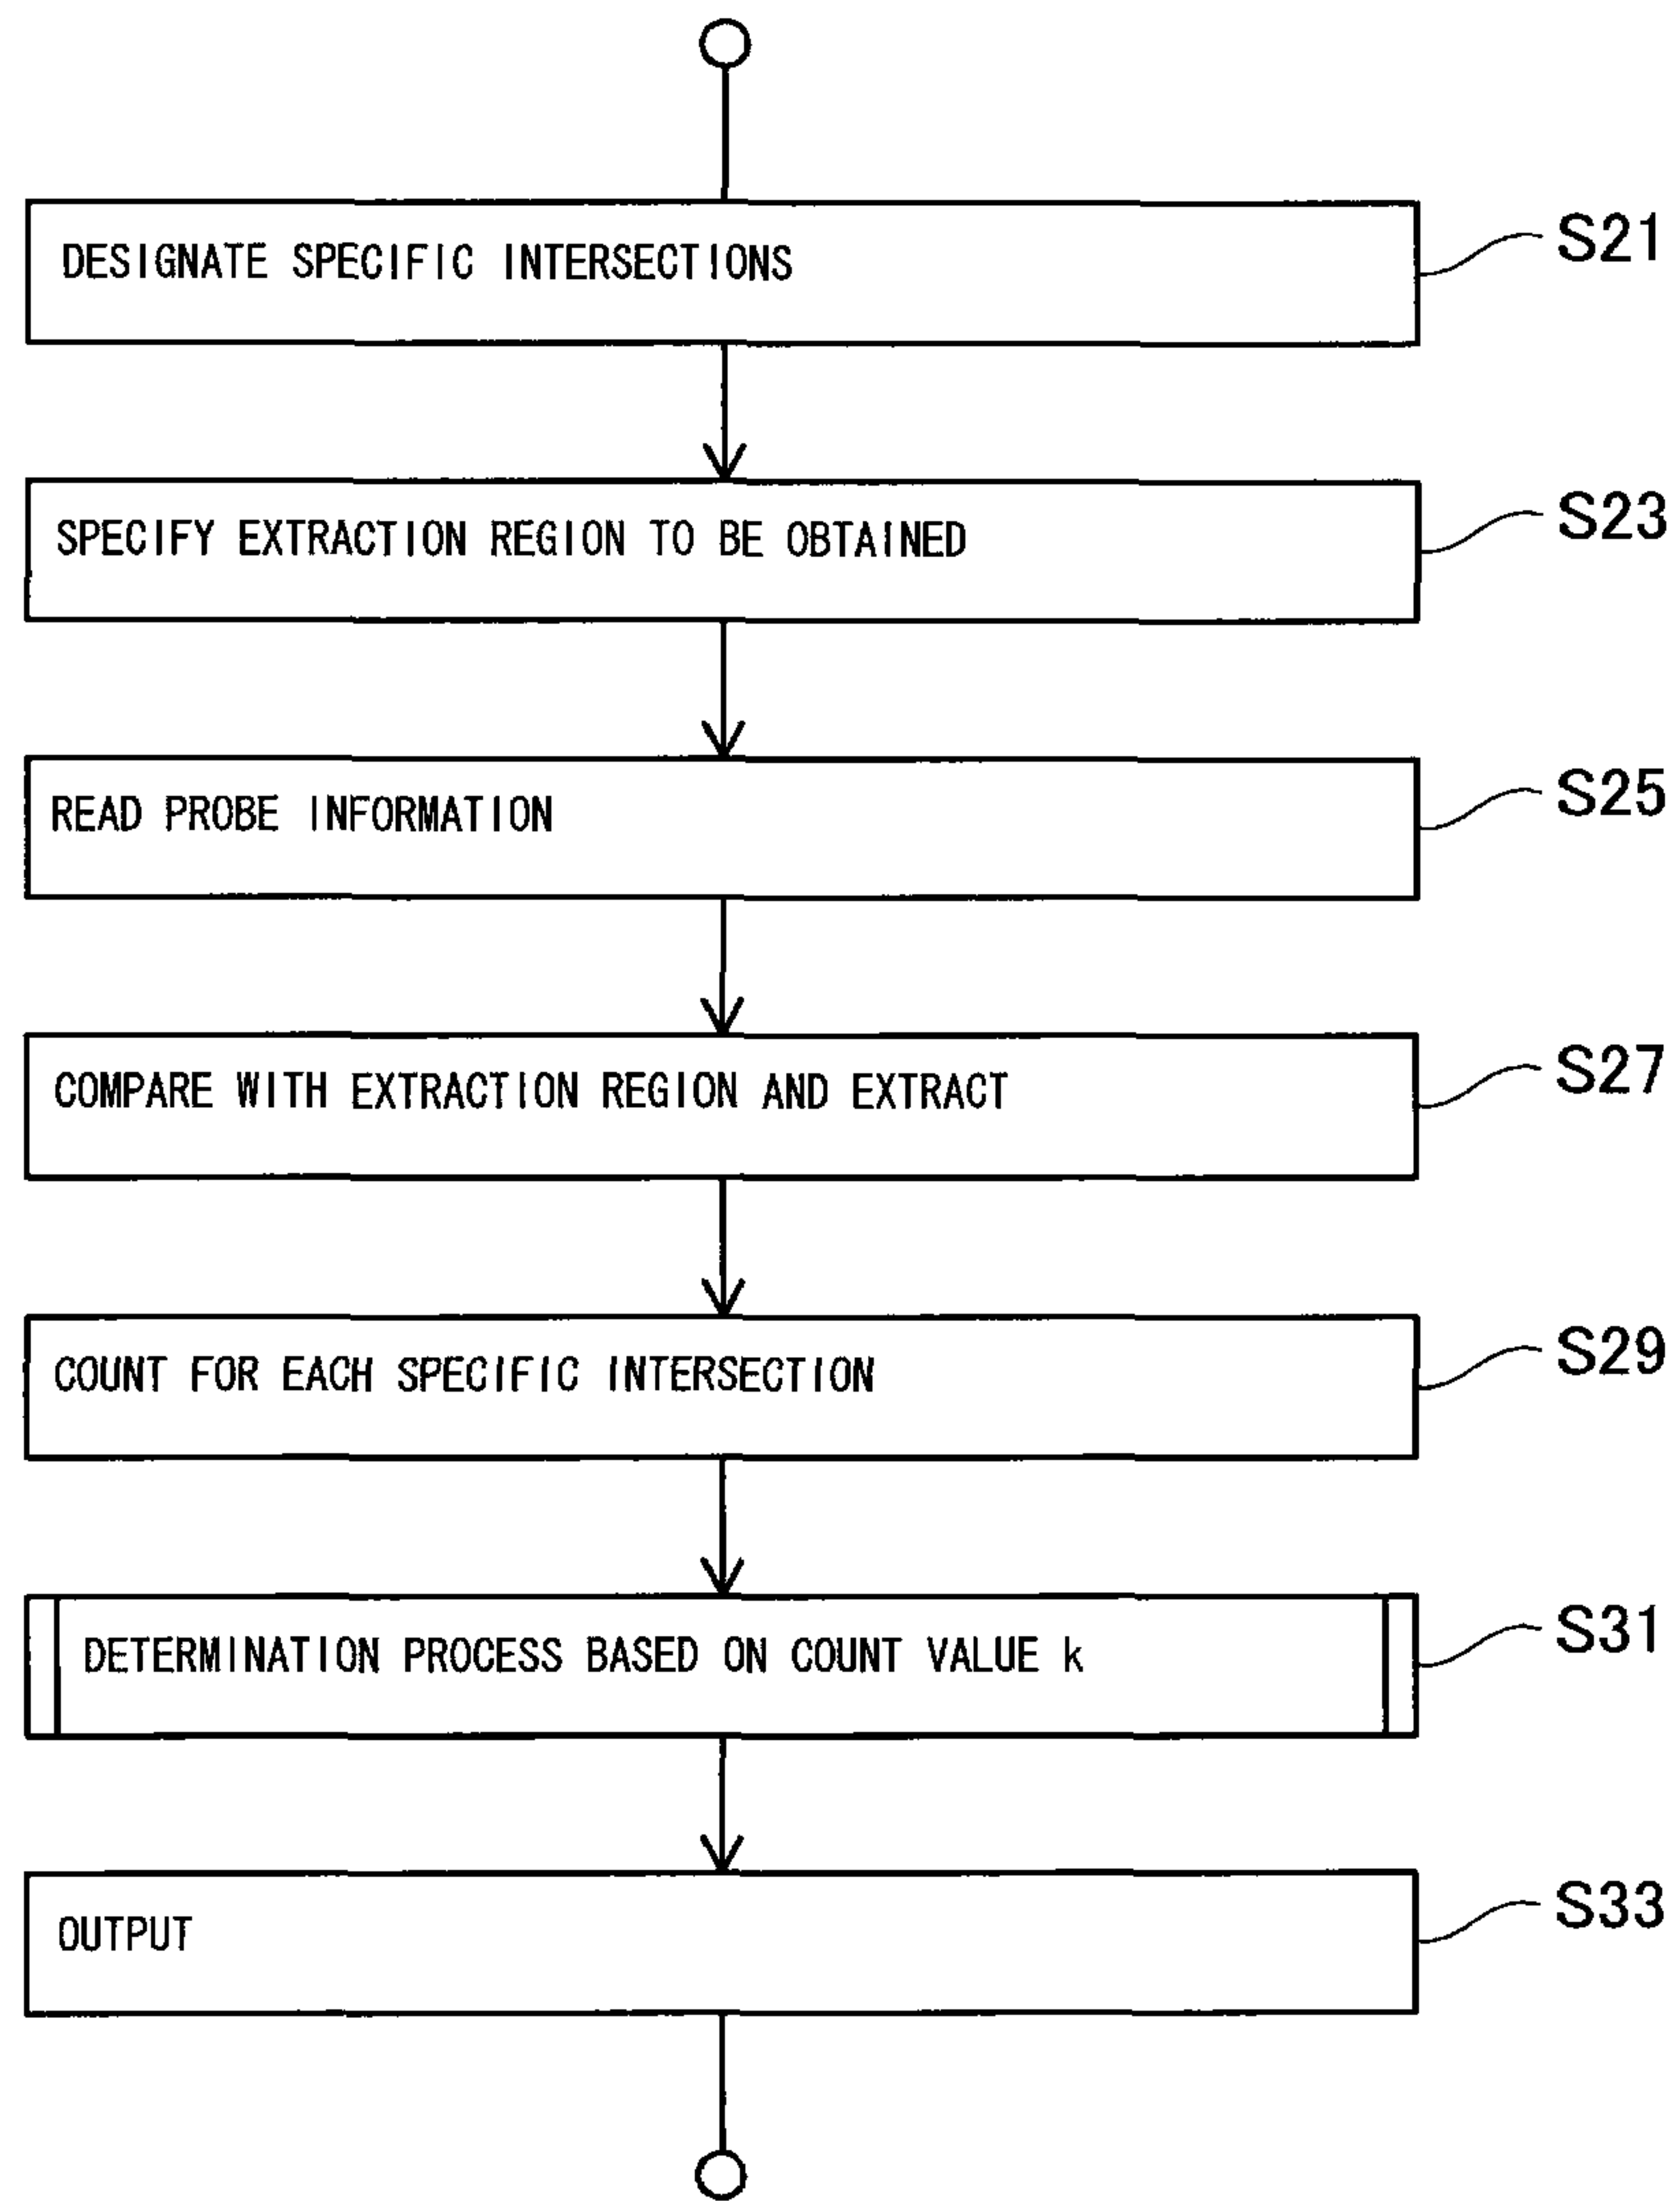 DESIGNATE SPECIFIC INTERSECTIONS
S21
SPECIFY EXTRACTION REGION TO BE OBTAINED
S23
READ PROBE INFORMATION
S25
COMPARE WITH EXTRACTION REGION AND EXTRACT
S27
COUNT FOR EACH SPECIFIC INTERSECTION
S29
DETERMINATION PROCESS BASED ON COUNT VALUE k
S31
OUTPUT
S33